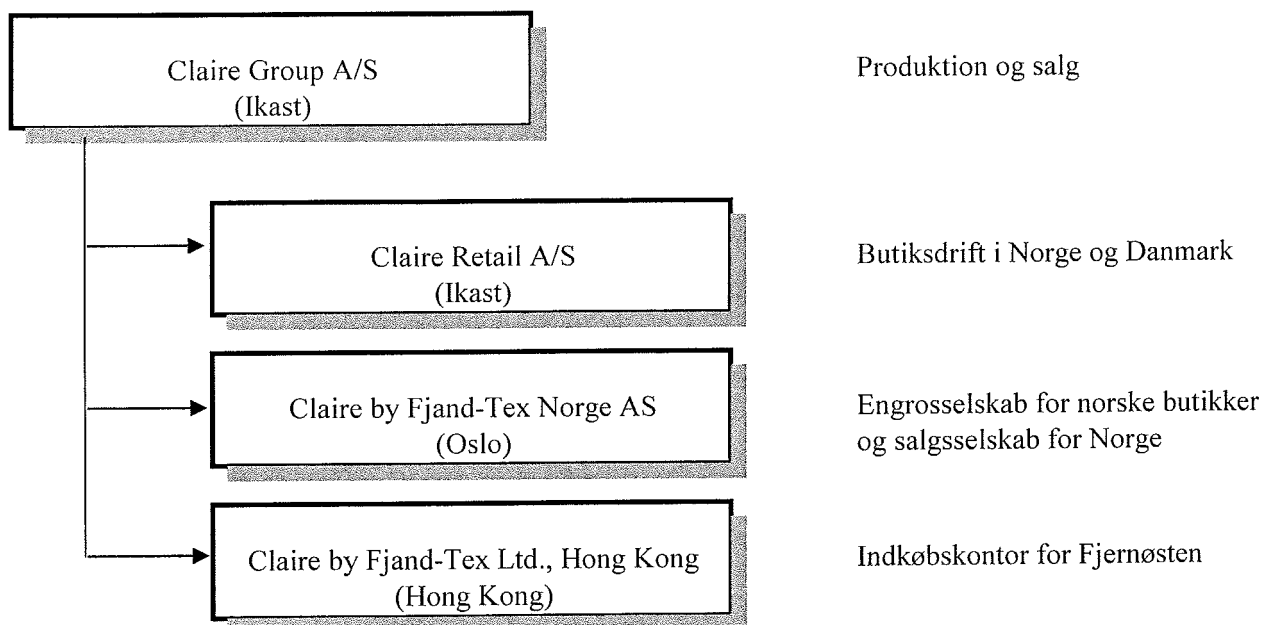 Claire Group A/S
(Ikast)
Produktion og salg
Claire Retail A/S
(Ikast)
Butiksdrift i Norge og Danmark
Claire by Fjand-Tex Norge AS
(Oslo)
Engrosselskab for norske butikker
og salgsselskab for Norge
Claire by Fjand-Tex Ltd., Hong Kong
(Hong Kong)
Indkøbskontor for Fjernøsten